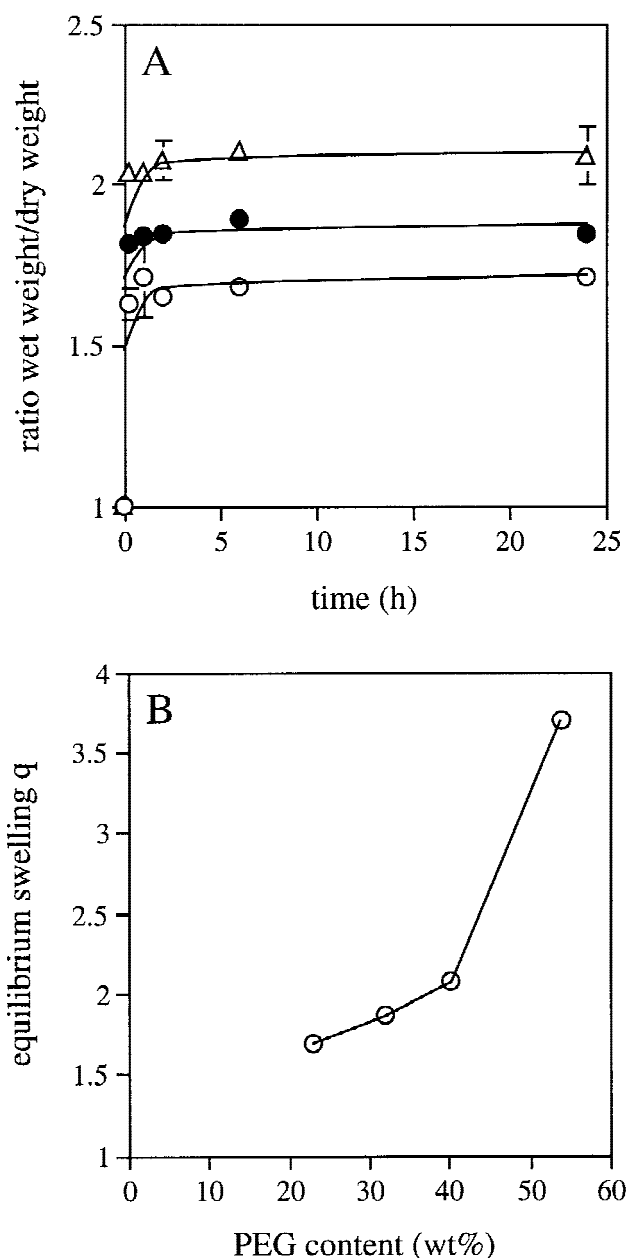 2.5
A
2
1.5
1
0 5 10 15 20 25
ratio wet weight/dry weight
time (h)
4
B
3.5
3
2.5
2
1.5
1
0 10 20 30 40 50 60
equilibrium swelling q
PEG content (wt%)